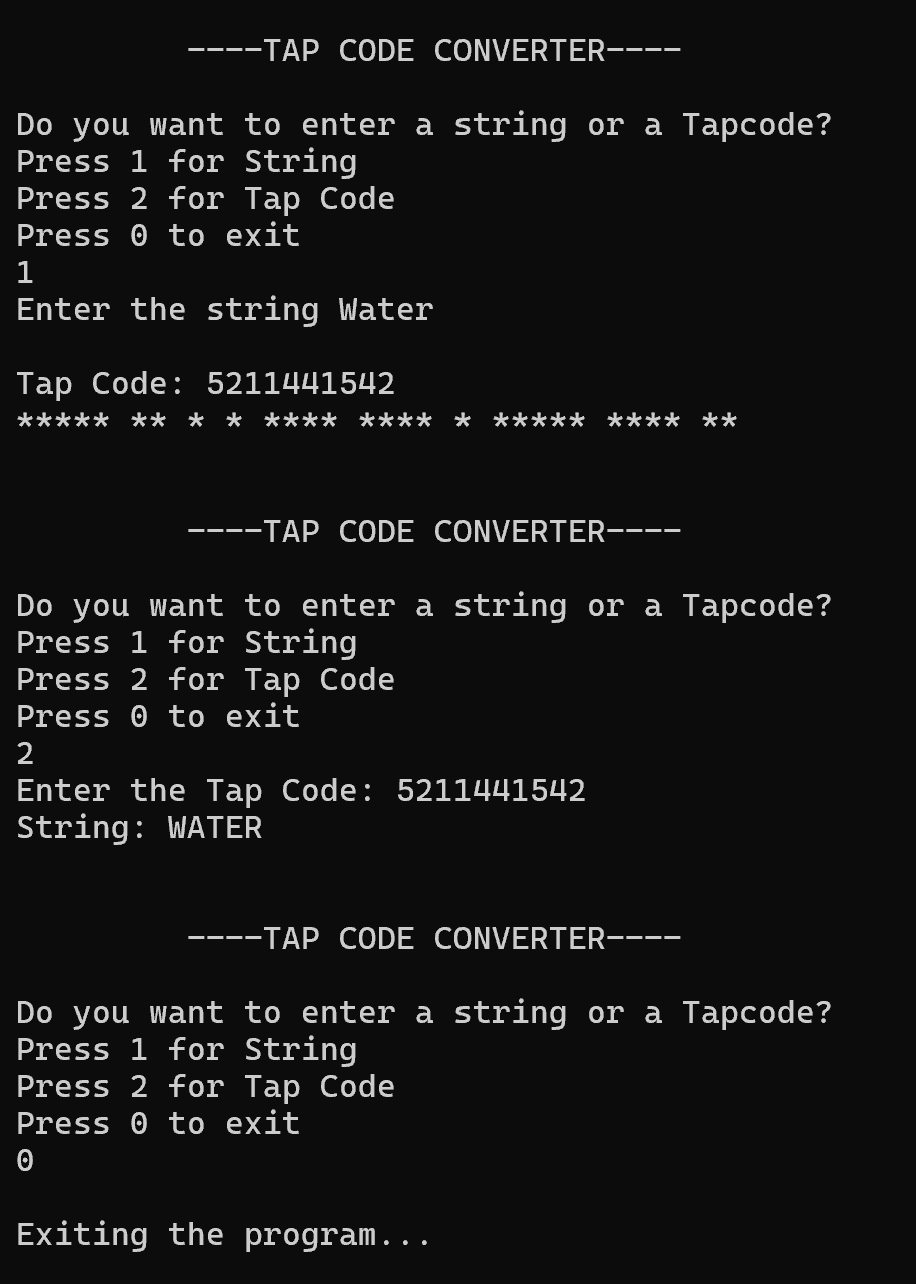 ----TAP CODE CONVERTER----
Do you want to enter a string or a Tapcode?
Press 1 for String
Press 2 for Tap Code
Press 0 to exit
1
Enter the string Water
Tap Code: 5211441542
***** ** * * **** **** * ***** **** **
----TAP CODE CONVERTER----
Do you want to enter a string or a Tapcode?
Press 1 for String
Press 2 for Tap Code
Press 0 to exit
2
Enter the Tap Code: 5211441542
String: WATER
----TAP CODE CONVERTER----
Do you want to enter a string or a Tapcode?
Press 1 for String
Press 2 for Tap Code
Press 0 to exit
0
Exiting the program...